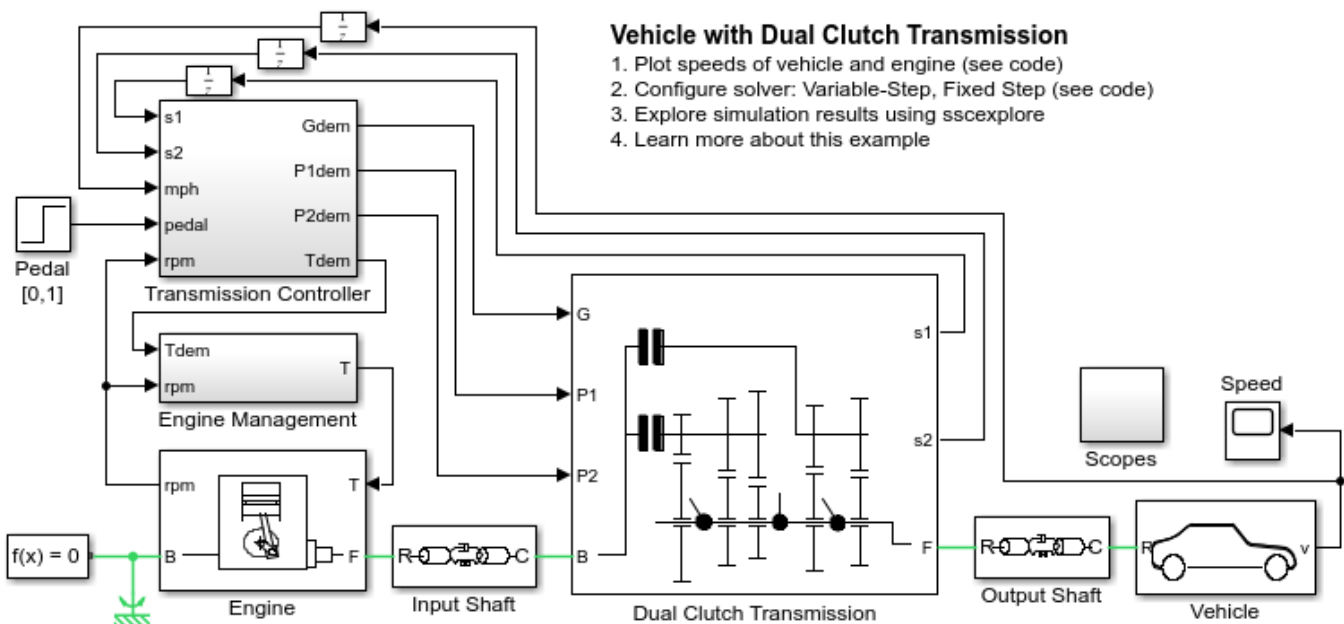 Vehicle with Dual Clutch Transmission
1. Plot speeds of vehicle and engine (see code)
2. Configure solver: Variable-Step, Fixed Step (see code)
3. Explore simulation results using sscexplore
4. Learn more about this example
1
z
1
z
1
z
s1
s2
mph
pedal
rpm
Gdem
P1dem
P2dem
Tdem
Transmission Controller
Pedal
[0,1]
Tdem
rpm
T
Engine Management
rpm
T
B
F
Engine
f(x) = 0
R
C
Input Shaft
G
P1
P2
B
s1
s2
F
Dual Clutch Transmission
Scopes
Speed
R
C
Output Shaft
R
v
Vehicle